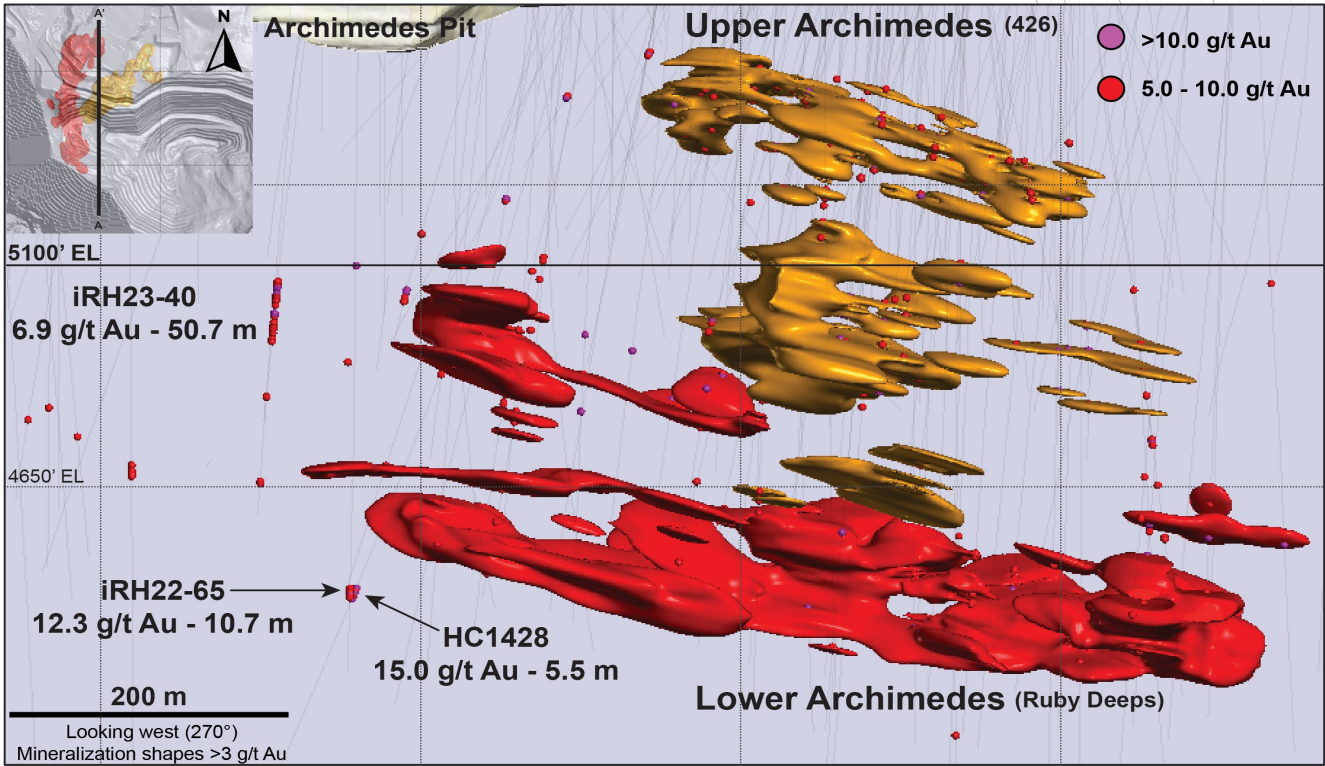 A'
N
A
Archimedes Pit
Upper Archimedes (426)
>10.0 g/t Au
5.0 - 10.0 g/t Au
5100' EL
iRH23-40
6.9 g/t Au - 50.7 m
4650' EL
iRH22-65
12.3 g/t Au - 10.7 m
HC1428
15.0 g/t Au - 5.5 m
Lower Archimedes (Ruby Deeps)
200 m
Looking west (270°)
Mineralization shapes >3 g/t Au